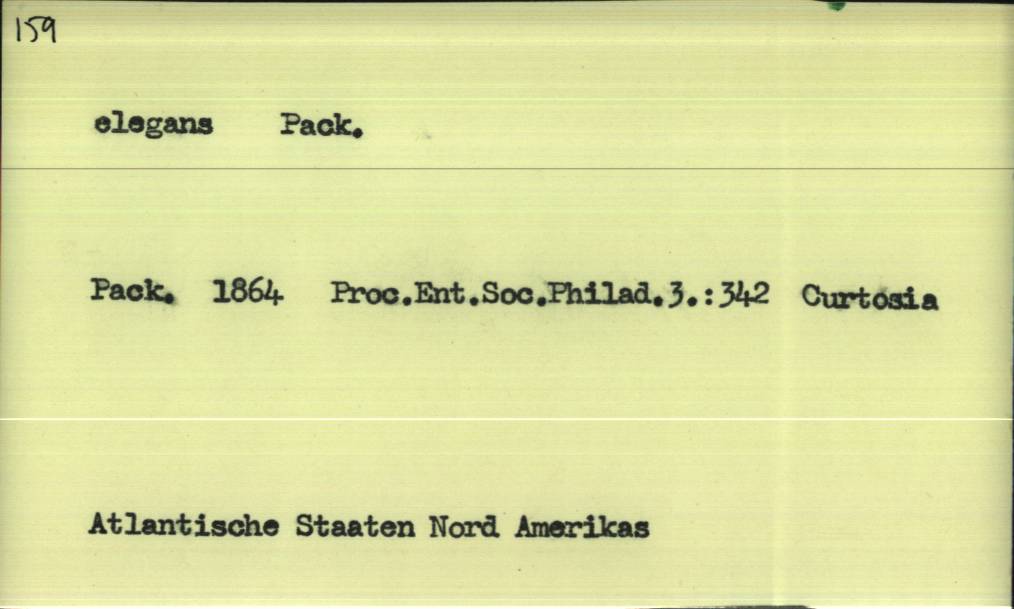 159
elegans Pack.
Pack. 1864 Proc.Ent.Soc.Philad.3.:342 Curtosia
Atlantische Staaten Nord Amerikas